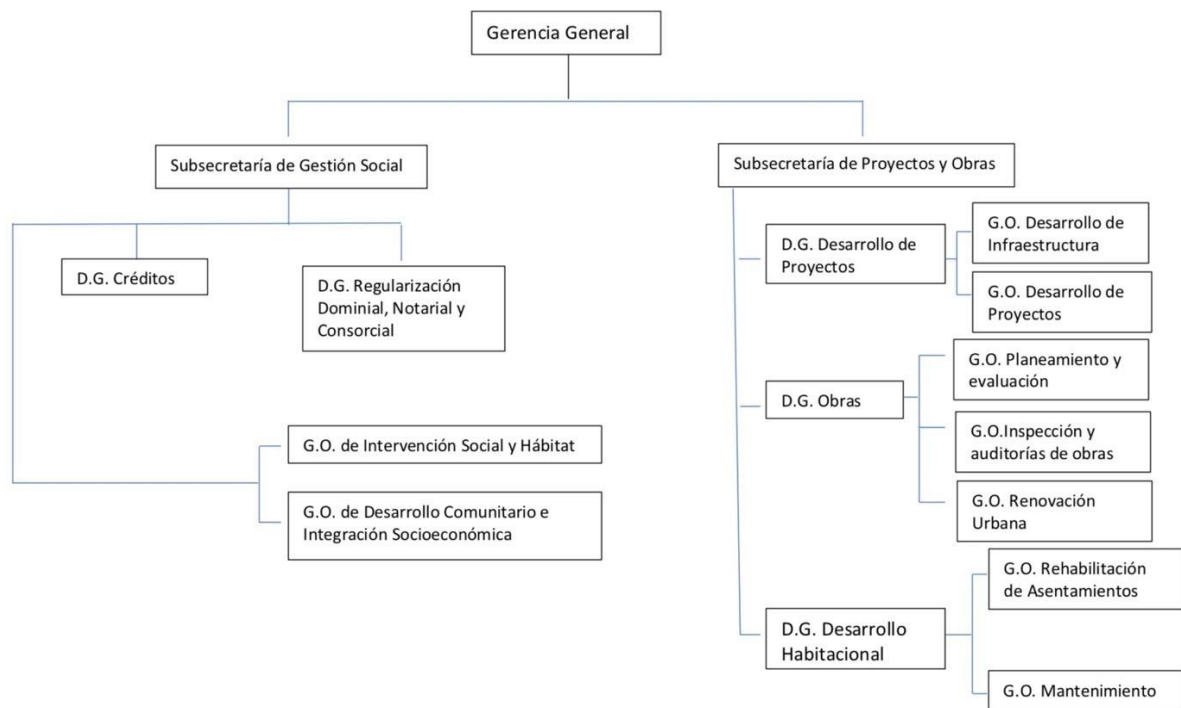 Gerencia General
Subsecretaría de Gestión Social
Subsecretaría de Proyectos y Obras
D.G. Créditos
D.G. Regularización
Dominial, Notarial y
Consorcial
G.O. de Intervención Social y Hábitat
G.O. de Desarrollo Comunitario e
Integración Socioeconómica
D.G. Desarrollo de
Proyectos
G.O. Desarrollo de
Infraestructura
G.O. Desarrollo de
Proyectos
D.G. Obras
G.O. Planeamiento y
evaluación
G.O.Inspección y
auditorías de obras
G.O. Renovación
Urbana
D.G. Desarrollo
Habitacional
G.O. Rehabilitación
de Asentamientos
G.O. Mantenimiento